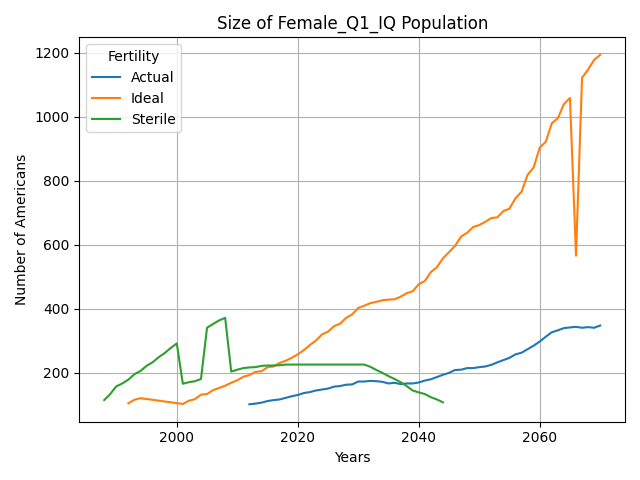 Size of Female_Q1_IQ Population
Fertility
Actual
Ideal
Sterile
Number of Americans
1200
1000
800
600
400
200
2000
2020
2040
2060
Years